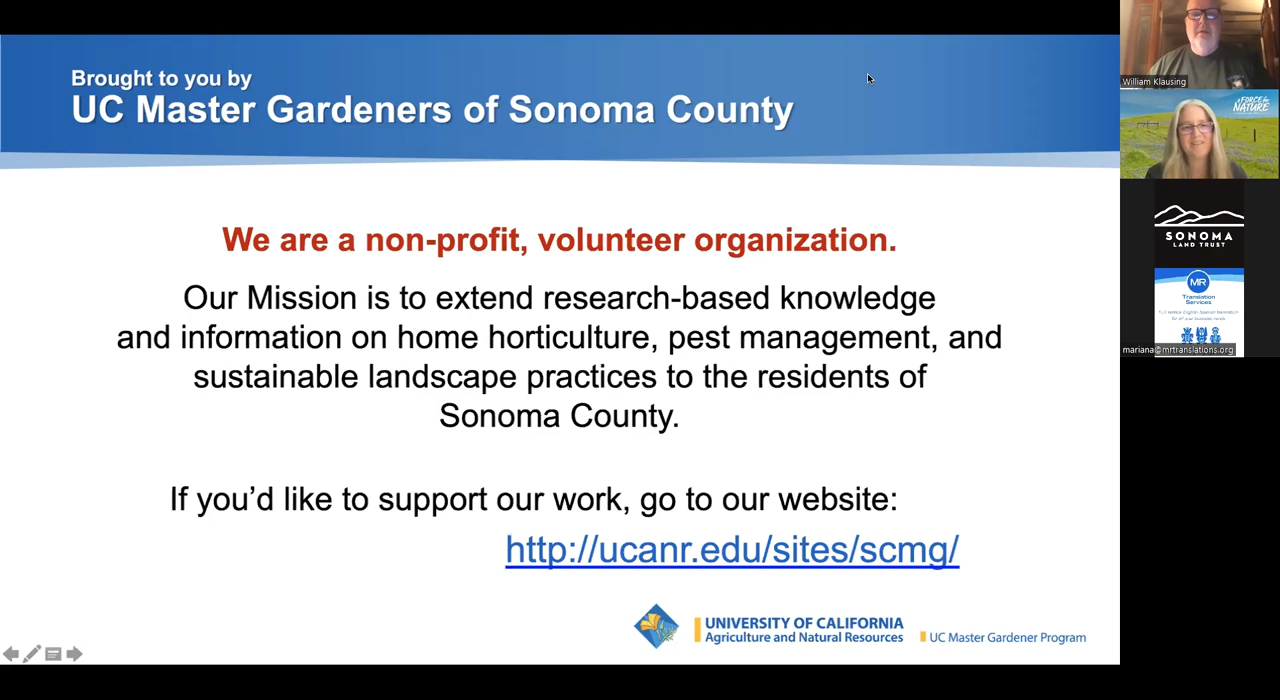 Brought to you by
UC Master Gardeners of Sonoma County
We are a non-profit, volunteer organization.
Our Mission is to extend research-based knowledge
and information on home horticulture, pest management, and
sustainable landscape practices to the residents of
Sonoma County.
If you’d like to support our work, go to our website:
http://ucanr.edu/sites/scmg/
UNIVERSITY OF CALIFORNIA
Agriculture and Natural Resources
UC Master Gardener Program
William Klausing
A FORCE for
NATURE
SONOMA
LAND TRUST
MR
Translation
Services
mariana@mrtranslations.org